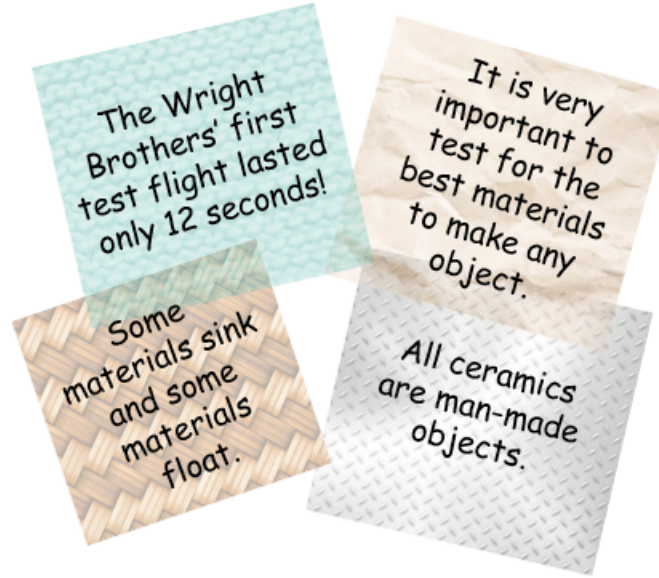 The Wright
Brothers' first
test flight lasted
only 12 seconds!
It is very
important to
test for the
best materials
to make any
object.
Some
materials sink
and some
materials
float.
All ceramics
are man-made
objects.